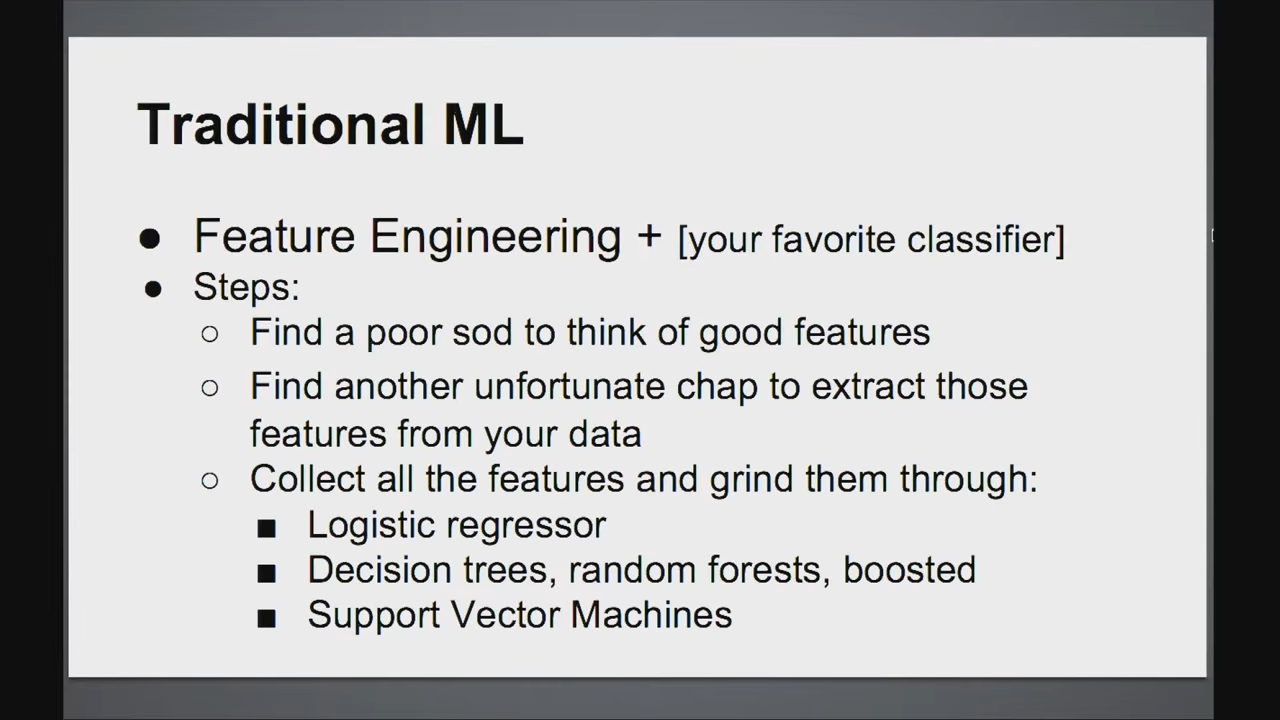 Traditional ML
● Feature Engineering + [your favorite classifier]
● Steps:
○ Find a poor sod to think of good features
○ Find another unfortunate chap to extract those
features from your data
○ Collect all the features and grind them through:
■ Logistic regressor
■ Decision trees, random forests, boosted
■ Support Vector Machines